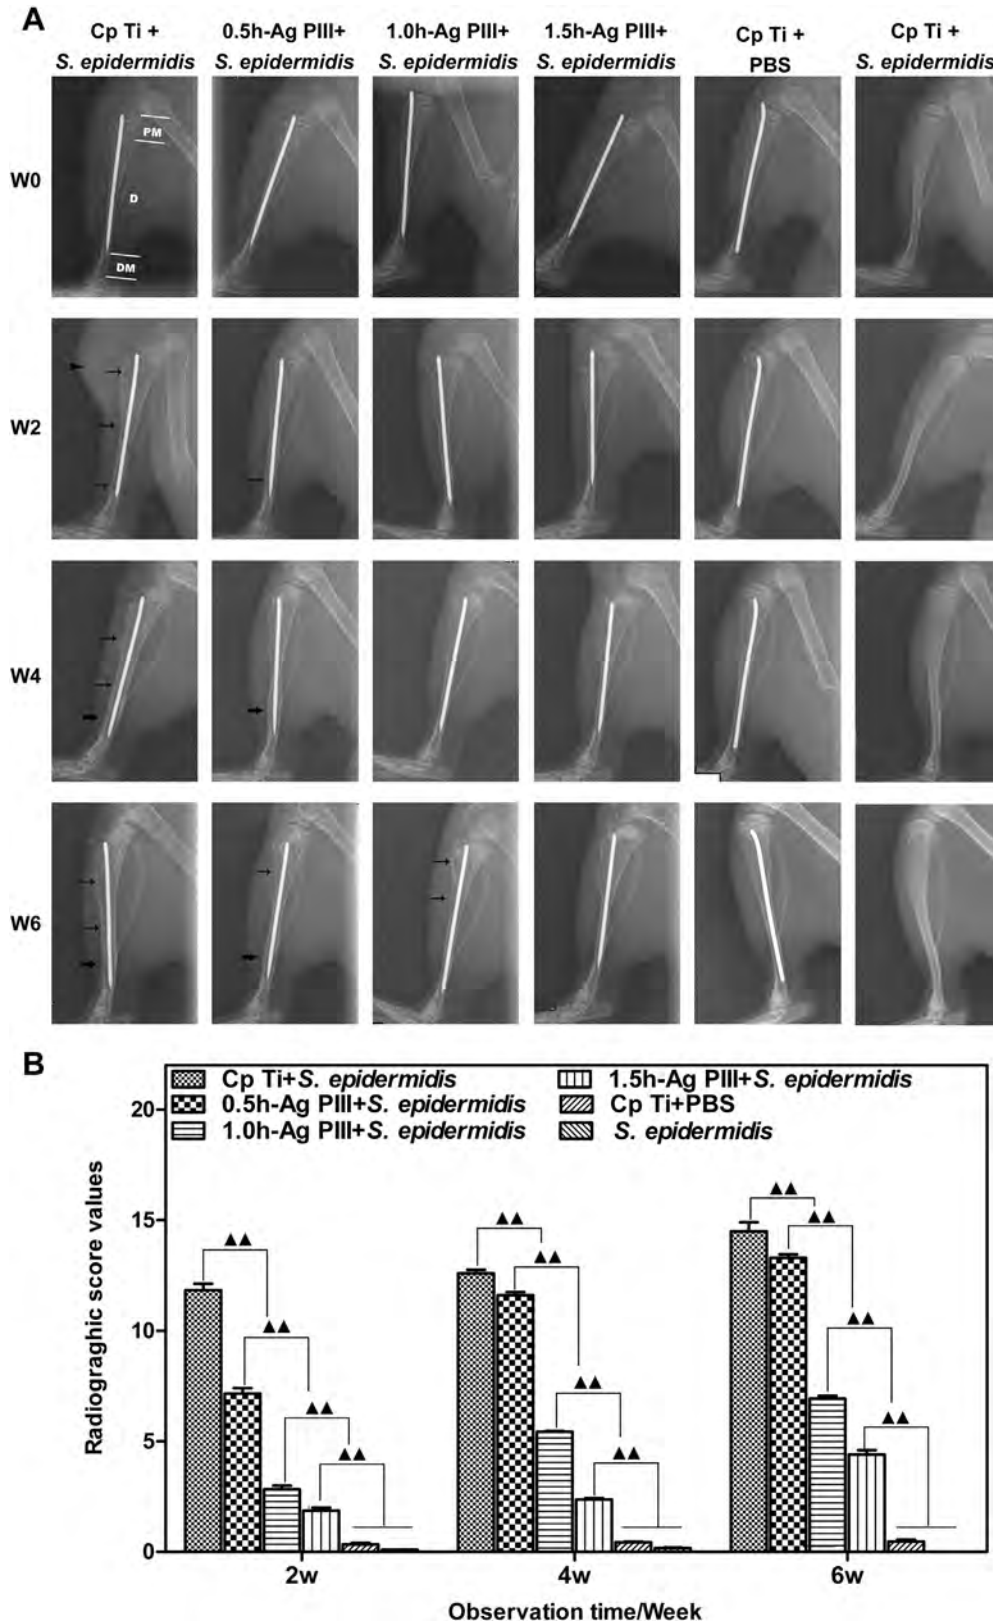 A
Cp Ti + 0.5h-Ag PIII+ 1.0h-Ag PIII+ 1.5h-Ag PIII+ Cp Ti + Cp Ti +
S. epidermidis S. epidermidis S. epidermidis S. epidermidis PBS S. epidermidis
PM
W0
D
DM
W2
W4
W6
B
Cp Ti+S. epidermidis 1.5h-Ag PIII+S. epidermidis
0.5h-Ag PIII+S. epidermidis Cp Ti+PBS
1.0h-Ag PIII+S. epidermidis S. epidermidis
Radiograghic score values
20
15
10
5
0
▲▲ ▲▲ ▲▲ ▲▲
▲▲ ▲▲ ▲▲ ▲▲
▲▲ ▲▲ ▲▲ ▲▲
2w 4w 6w
Observation time/Week